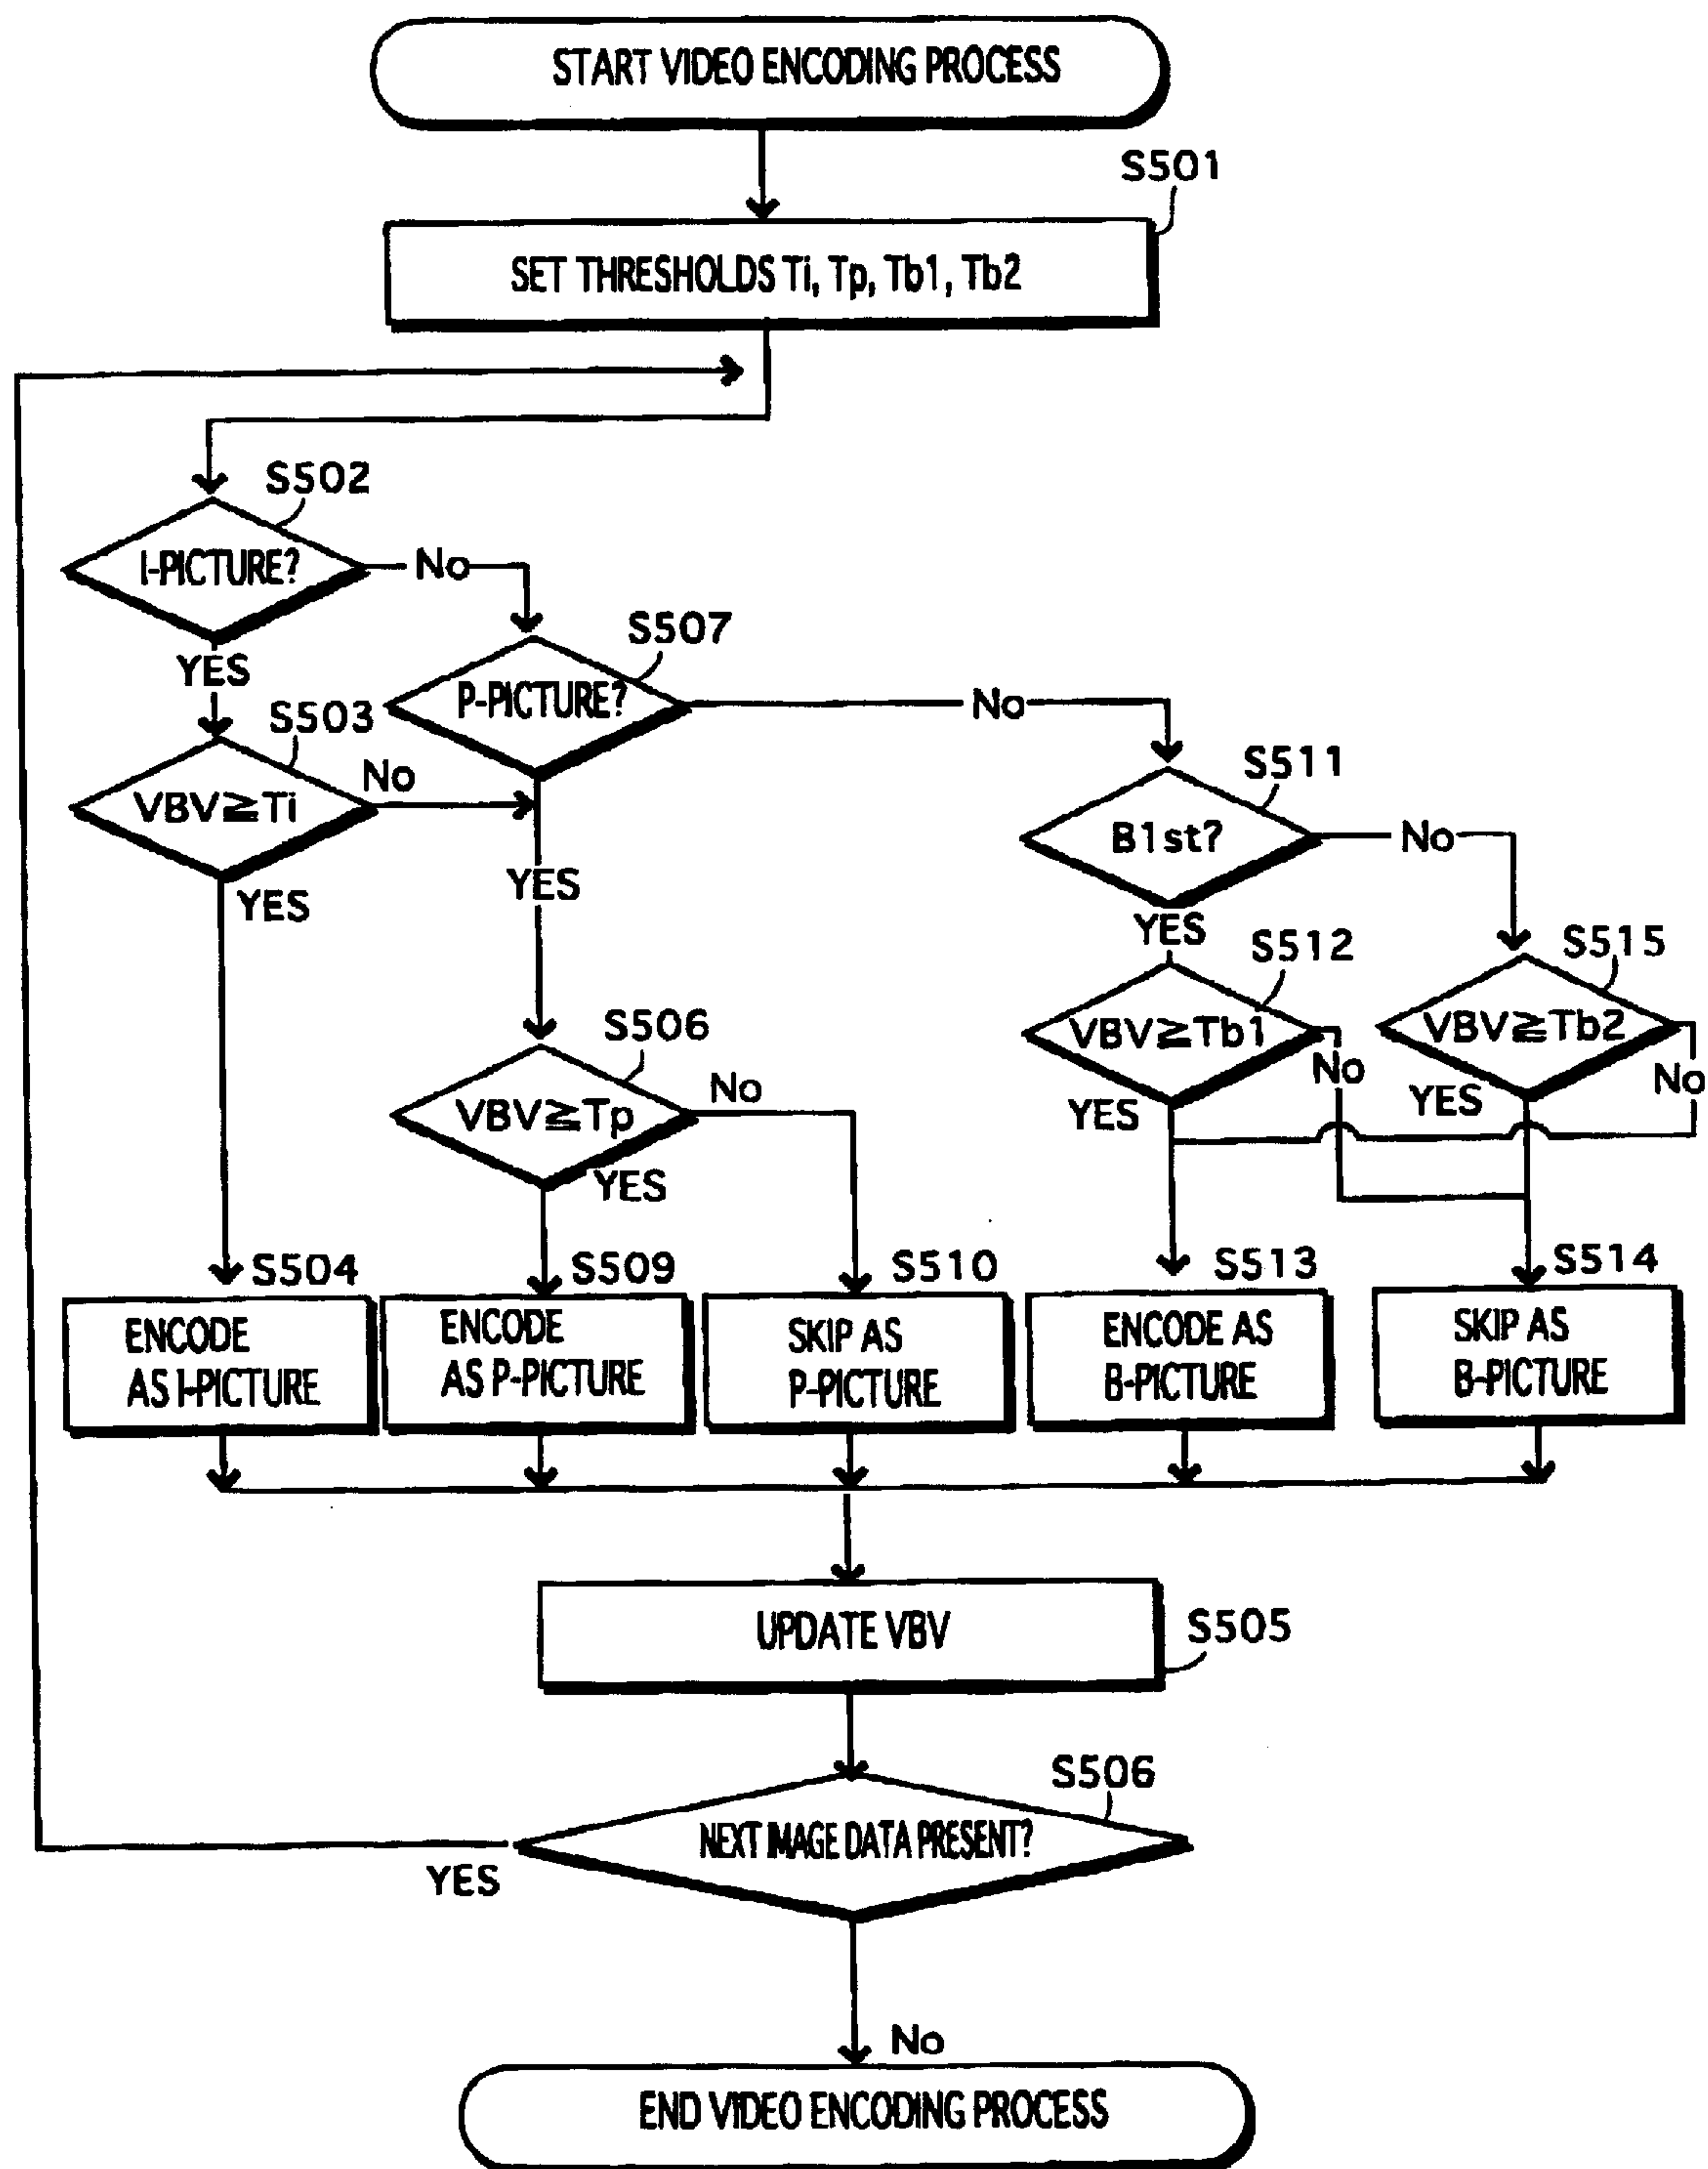 START VIDEO ENCODING PROCESS
S501
SET THRESHOLDS Ti, Tp, Tb1, Tb2
S502
I-PICTURE?
No
S507
YES
P-PICTURE?
No
S503
No
VBV≧Ti
S511
B1st?
No
YES
YES
YES
S512
S515
S506
VBV≧Tb1
VBV≧Tb2
No
No
No
VBV≧Tp
YES
YES
YES
S504
S509
S510
S513
S514
ENCODE
AS I-PICTURE
ENCODE
AS P-PICTURE
SKIP AS
P-PICTURE
ENCODE AS
B-PICTURE
SKIP AS
B-PICTURE
UPDATE VBV
S505
S506
NEXT IMAGE DATA PRESENT?
YES
No
END VIDEO ENCODING PROCESS